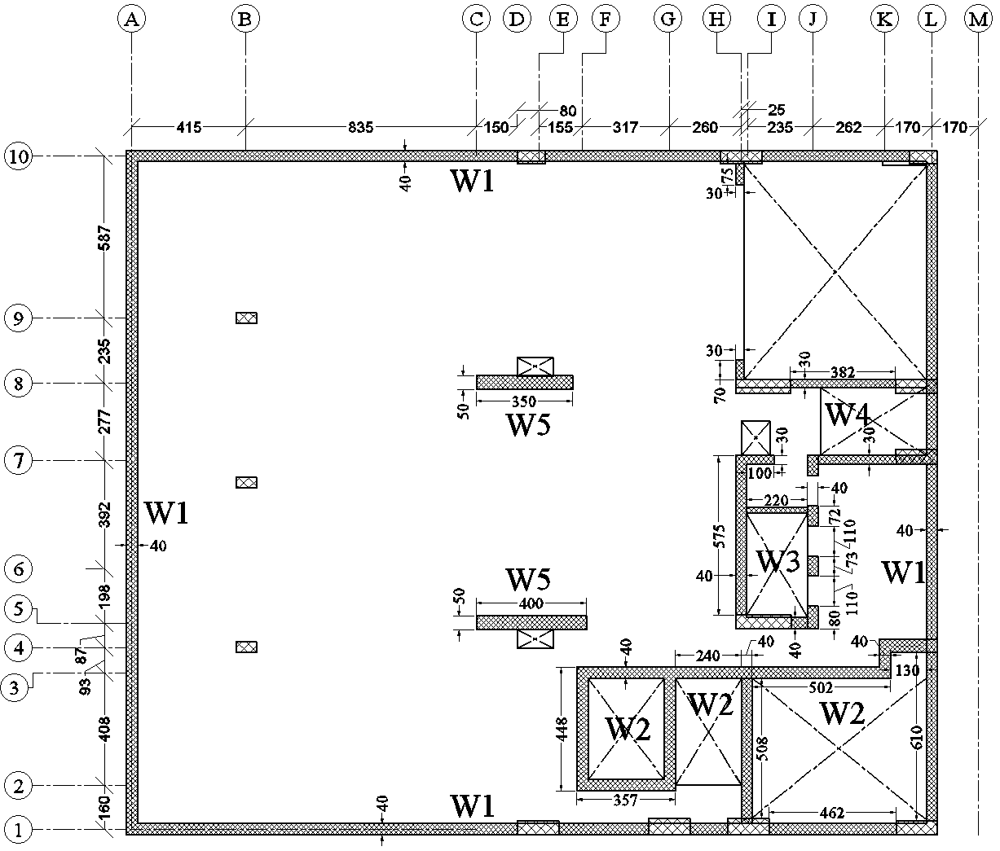 A B C D E F G H I J K L M
80 25
415 835 150 155 317 260 235 262 170 170
10
40 W1 75
30
587
9
235
30
8
382 30
50 350 70
277
W5 W4
7
30 30
100
40
220
392 W1 575 72
110
40 40
W3 73
6
W5 40 W1
198
50 400 110
5
80
40
87 4
40 240 40 40
93 3
130
502
W2 W2 W2
448
408
508 610
2
357
160
W1 40 462
1